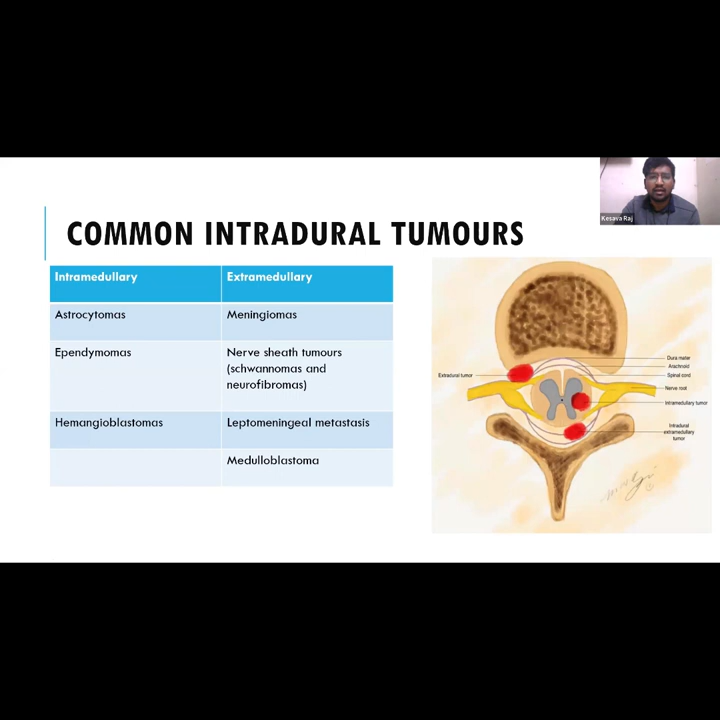 Kesava Raj
COMMON INTRADURAL TUMOURS
Intramedullary
Extramedullary
Astrocytomas
Meningiomas
Ependymomas
Nerve sheath tumours
(schwannomas and
neurofibromas)
Hemangioblastomas
Leptomeningeal metastasis
Medulloblastoma
Extradural tumor
Dura mater
Arachnoid
Spinal cord
Nerve root
Intramedullary tumor
Intradural
extramedullary
tumor